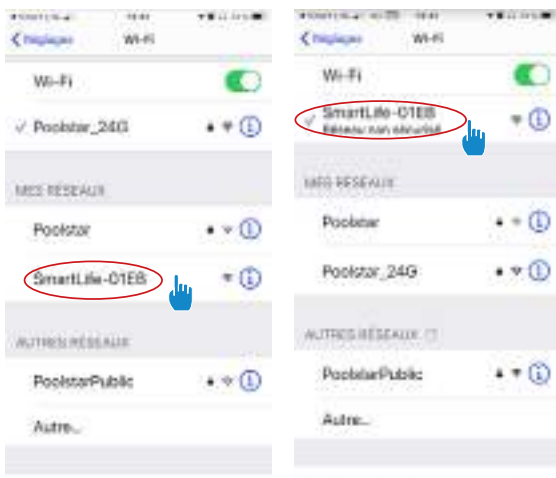 Réglages Wi-Fi
Wi-Fi
Poolstar_24G
MES RÉSEAUX
Poolstar
SmartLife-01EB
AUTRES RÉSEAUX
PoolstarPublic
Autre...
Réglages Wi-Fi
Wi-Fi
SmartLife-01EB
Réseau non sécurisé
MES RÉSEAUX
Poolstar
Poolstar_24G
AUTRES RÉSEAUX
PoolstarPublic
Autre...